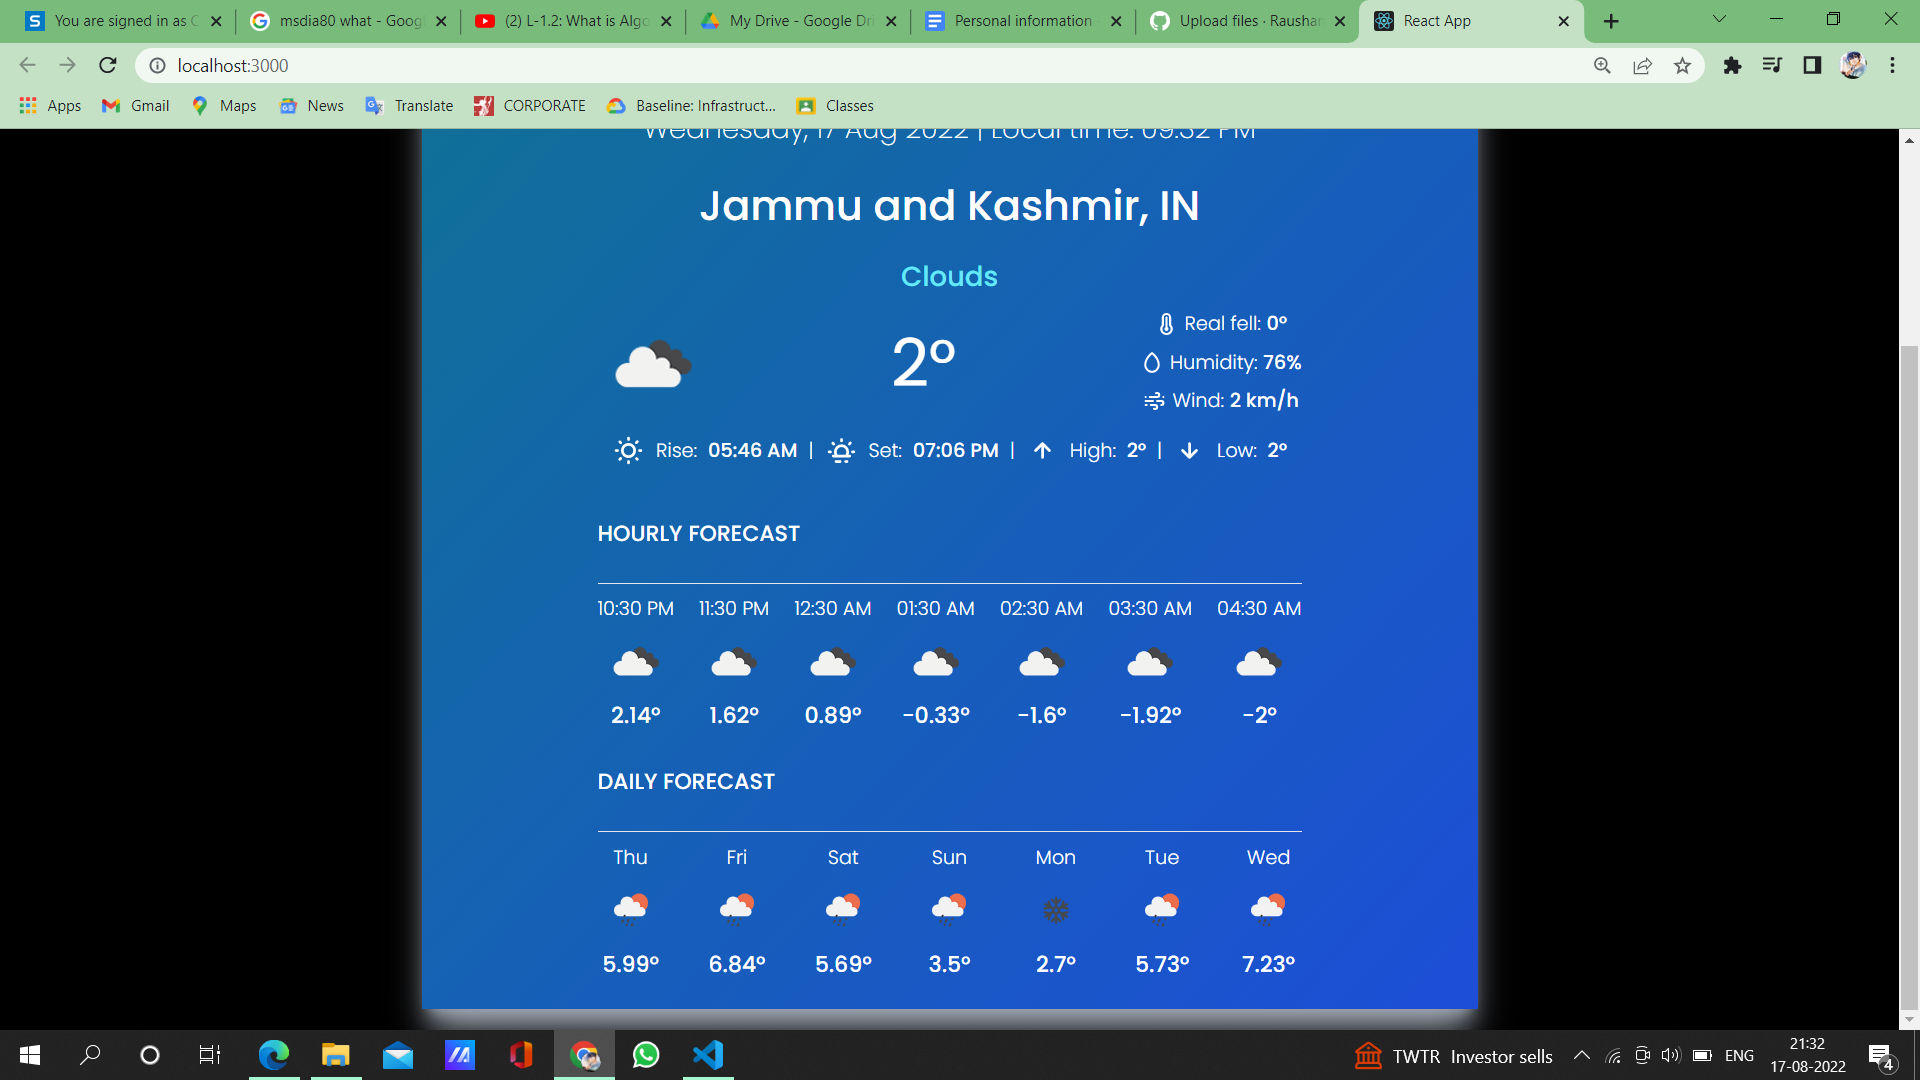 You are signed in as C
msdia80 what - Goog
(2) L-1.2: What is Algo
My Drive - Google Dri
Personal information -
Upload files · Raushan
React App
localhost:3000
Apps
Gmail
Maps
News
Translate
CORPORATE
Baseline: Infrastruct...
Classes
Wednesday, 17 Aug 2022 | Local time: 09:32 PM
Jammu and Kashmir, IN
Clouds
2°
Real fell: 0°
Humidity: 76%
Wind: 2 km/h
Rise: 05:46 AM | Set: 07:06 PM | High: 2° | Low: 2°
HOURLY FORECAST
10:30 PM 11:30 PM 12:30 AM 01:30 AM 02:30 AM 03:30 AM 04:30 AM
2.14° 1.62° 0.89° -0.33° -1.6° -1.92° -2°
DAILY FORECAST
Thu Fri Sat Sun Mon Tue Wed
5.99° 6.84° 5.69° 3.5° 2.7° 5.73° 7.23°
TWTR Investor sells
ENG
21:32
17-08-2022
4